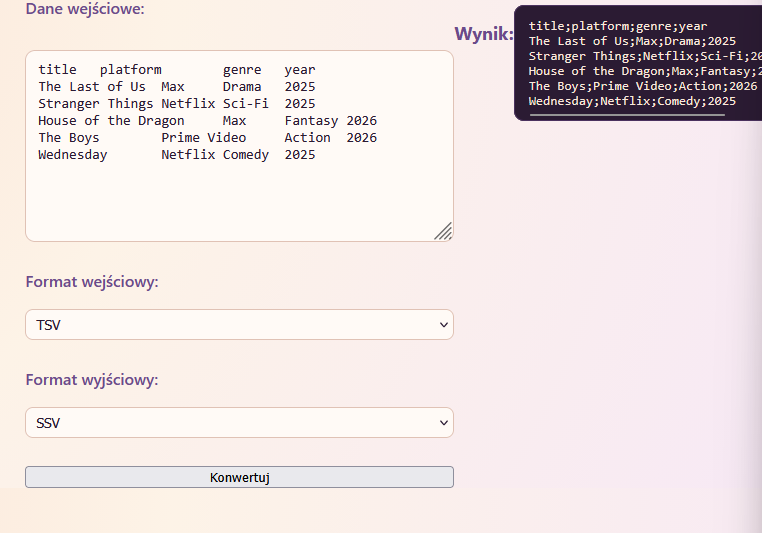 Dane wejściowe:
title platform genre year
The Last of Us Max Drama 2025
Stranger Things Netflix Sci-Fi 2025
House of the Dragon Max Fantasy 2026
The Boys Prime Video Action 2026
Wednesday Netflix Comedy 2025
Format wejściowy:
TSV
Format wyjściowy:
SSV
Konwertuj
Wynik:
title;platform;genre;year
The Last of Us;Max;Drama;2025
Stranger Things;Netflix;Sci-Fi;20
House of the Dragon;Max;Fantasy;2
The Boys;Prime Video;Action;2026
Wednesday;Netflix;Comedy;2025